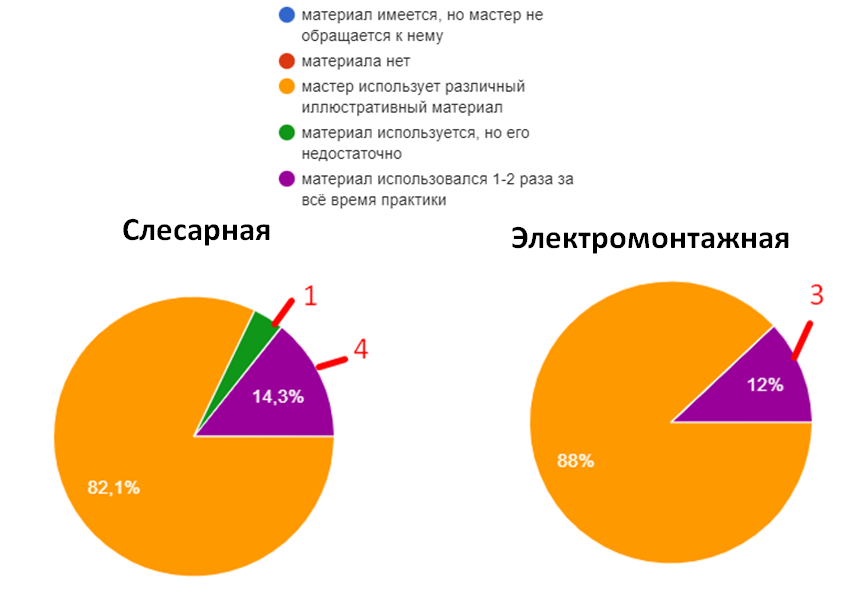 материал имеется, но мастер не
обращается к нему
материала нет
мастер использует различный
иллюстративный материал
материал используется, но его
недостаточно
материал использовался 1-2 раза за
всё время практики
Слесарная
1
4
14,3%
82,1%
Электромонтажная
3
12%
88%